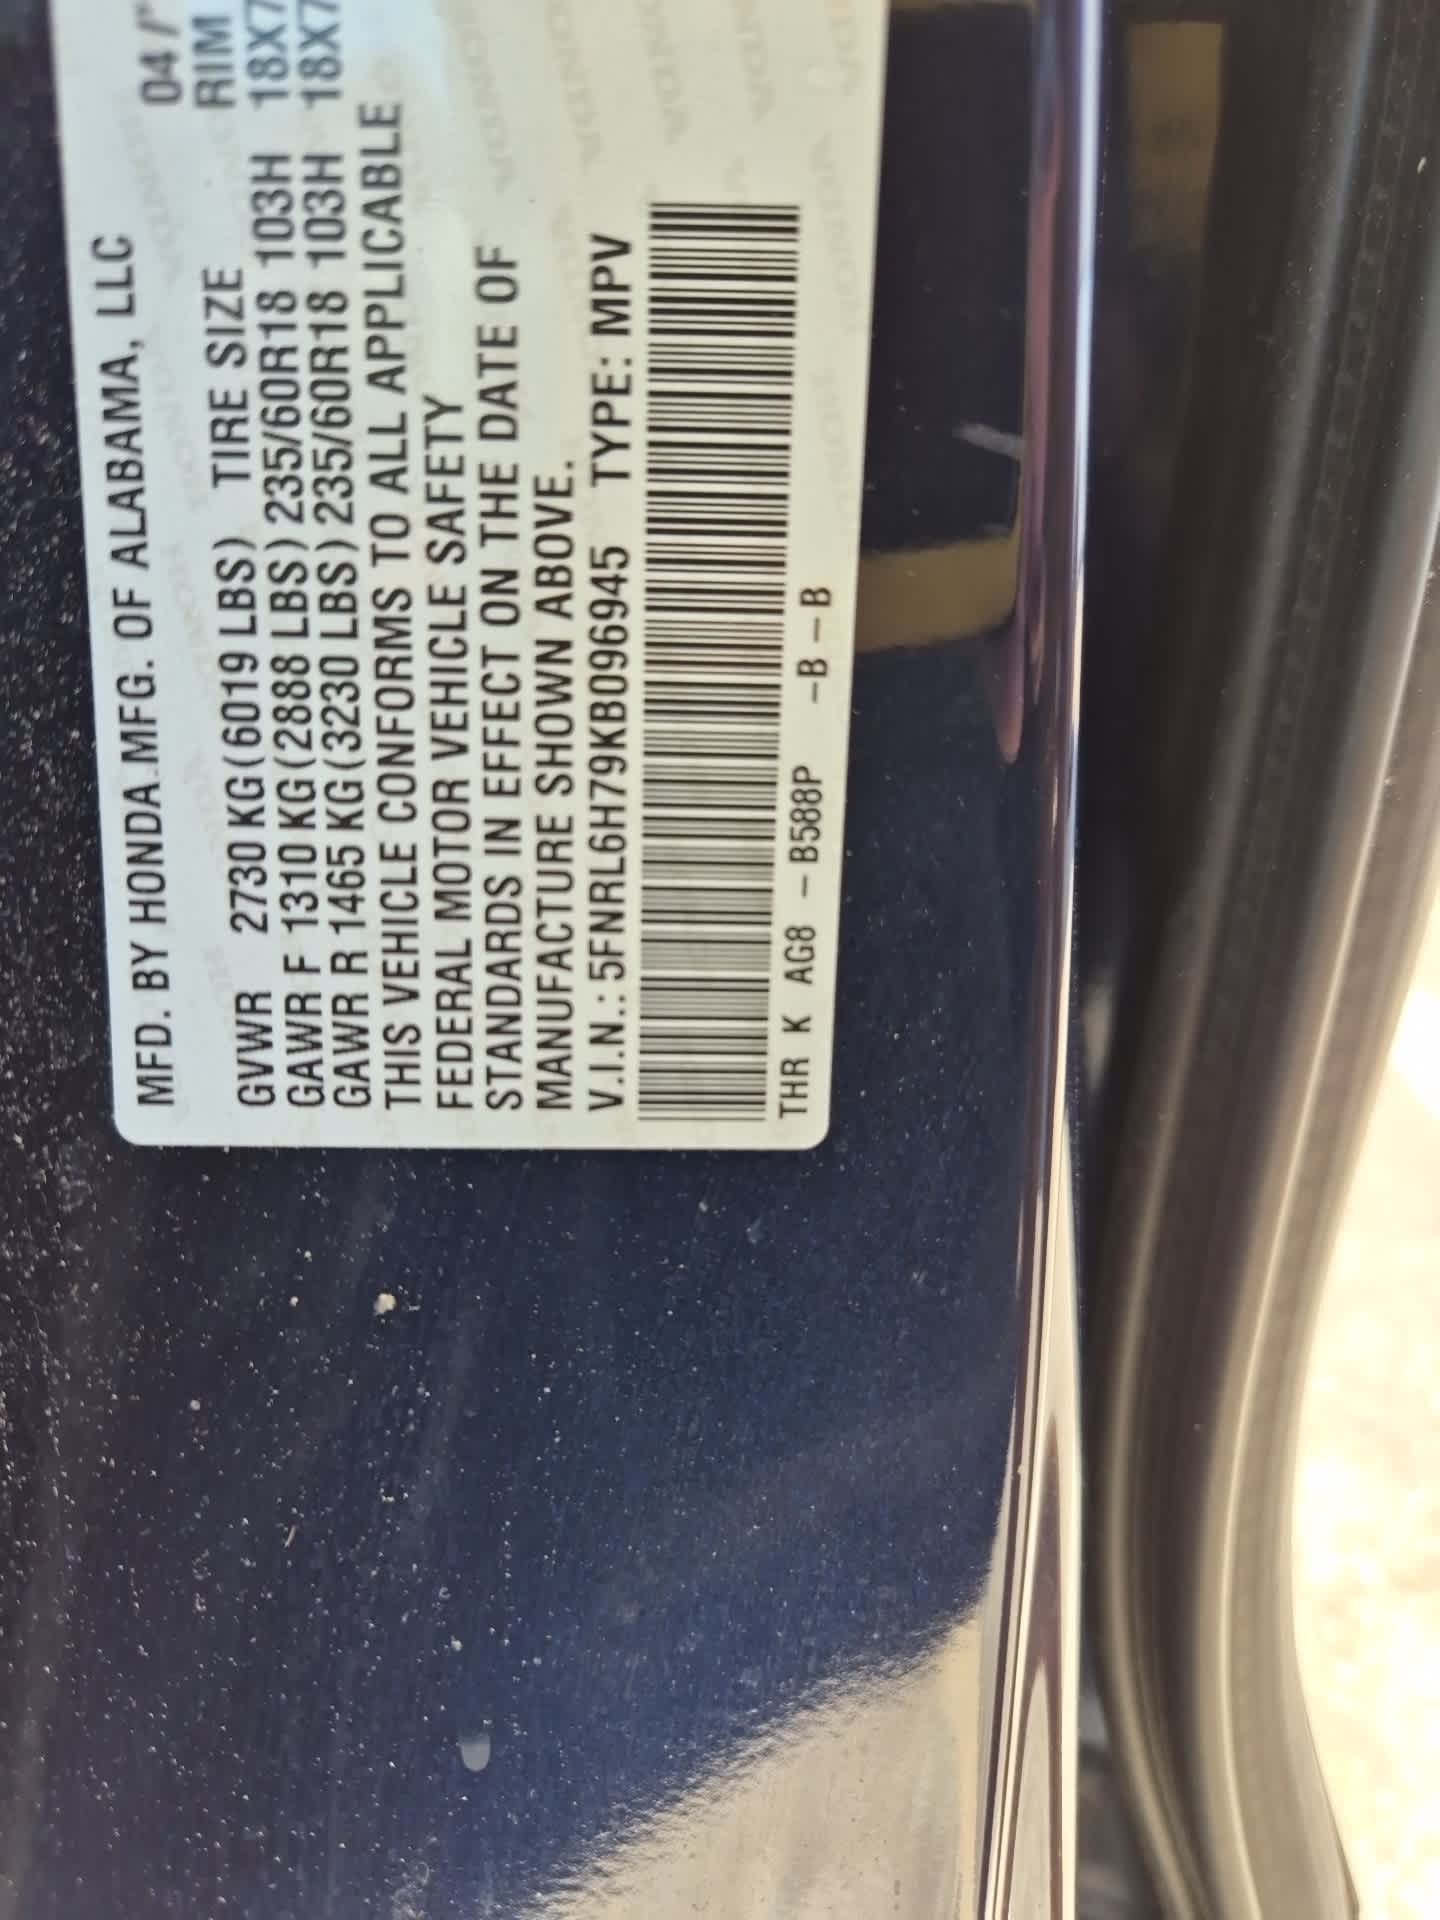 MFD. BY HONDA MFG. OF ALABAMA, LLC
04 /
GVWR 2730 KG (6019 LBS) TIRE SIZE RIM
GAWR F 1310 KG (2888 LBS) 235/60R18 103H 18X7
GAWR R 1465 KG (3230 LBS) 235/60R18 103H 18X7
THIS VEHICLE CONFORMS TO ALL APPLICABLE
FEDERAL MOTOR VEHICLE SAFETY
STANDARDS IN EFFECT ON THE DATE OF
MANUFACTURE SHOWN ABOVE.
V.I.N.: 5FNRL6H79KB096945 TYPE: MPV
THR K AG8 – B588P –B – B